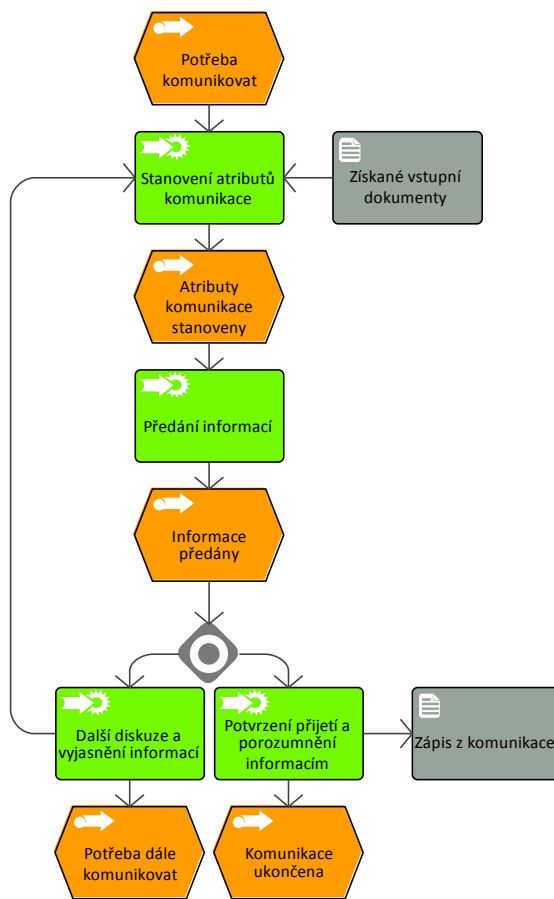 Potřeba
komunikovat
Stanovení atributů
komunikace
Získané vstupní
dokumenty
Atributy
komunikace
stanoveny
Předání informací
Informace
předány
Další diskuze a
vyjasnění informací
Potvrzení přijetí a
porozumnění
informacím
Zápis z komunikace
Potřeba dále
komunikovat
Komunikace
ukončena